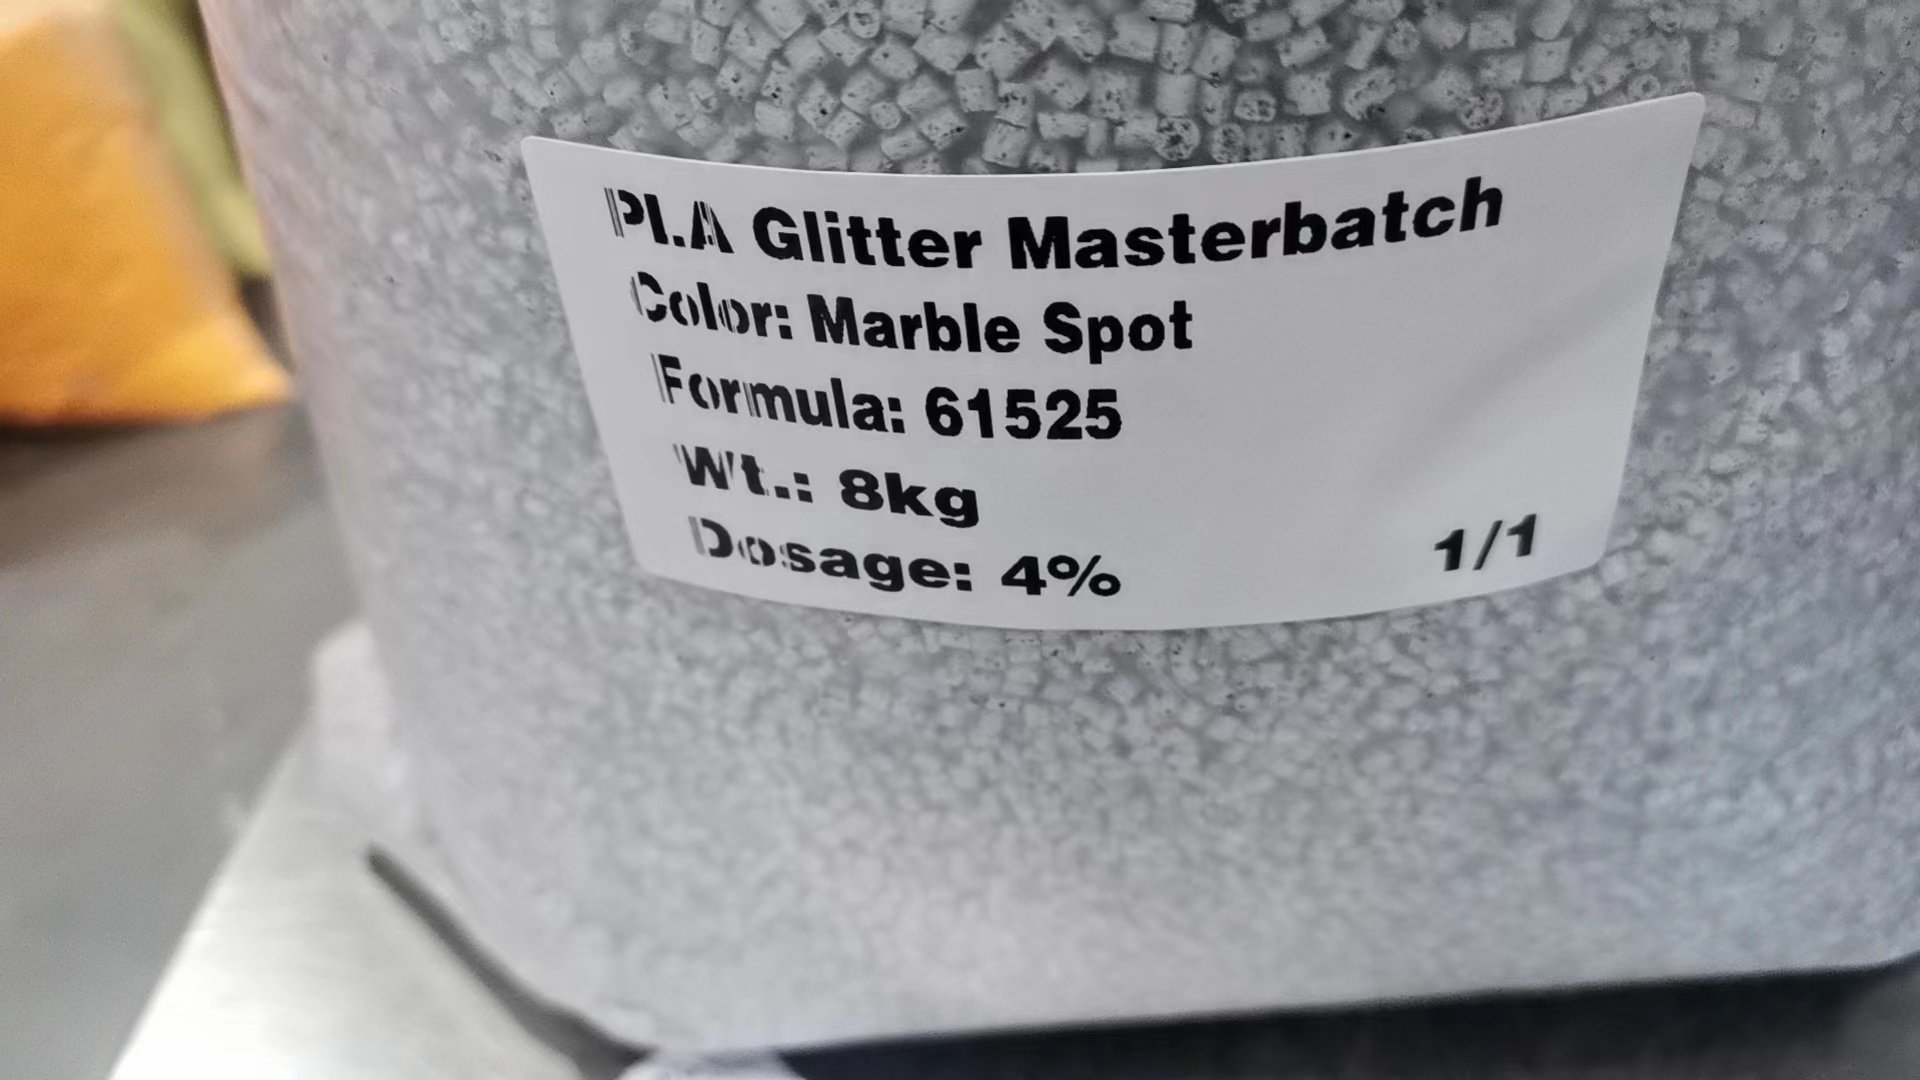 PLA Glitter Masterbatch
Color: Marble Spot
Formula: 61525
Wt.: 8kg
Dosage: 4% 1/1